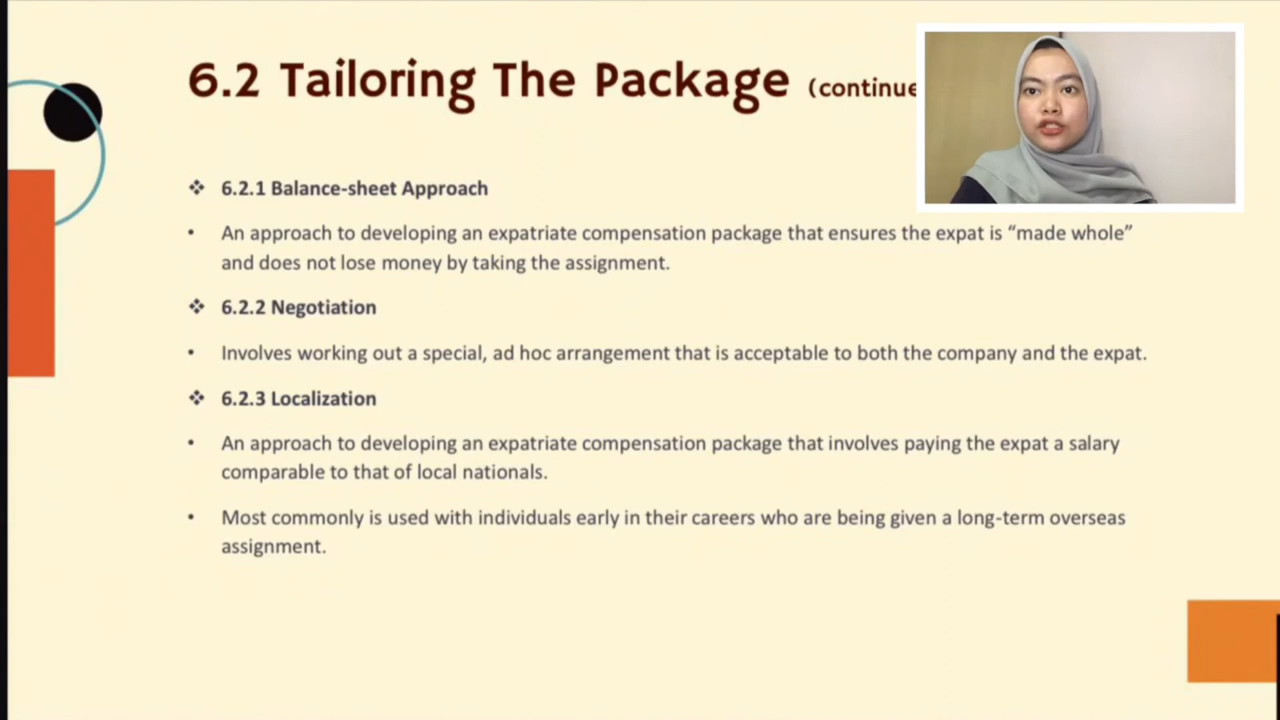 6.2 Tailoring The Package (continue
❖ 6.2.1 Balance-sheet Approach
• An approach to developing an expatriate compensation package that ensures the expat is “made whole”
and does not lose money by taking the assignment.
❖ 6.2.2 Negotiation
• Involves working out a special, ad hoc arrangement that is acceptable to both the company and the expat.
❖ 6.2.3 Localization
• An approach to developing an expatriate compensation package that involves paying the expat a salary
comparable to that of local nationals.
• Most commonly is used with individuals early in their careers who are being given a long-term overseas
assignment.